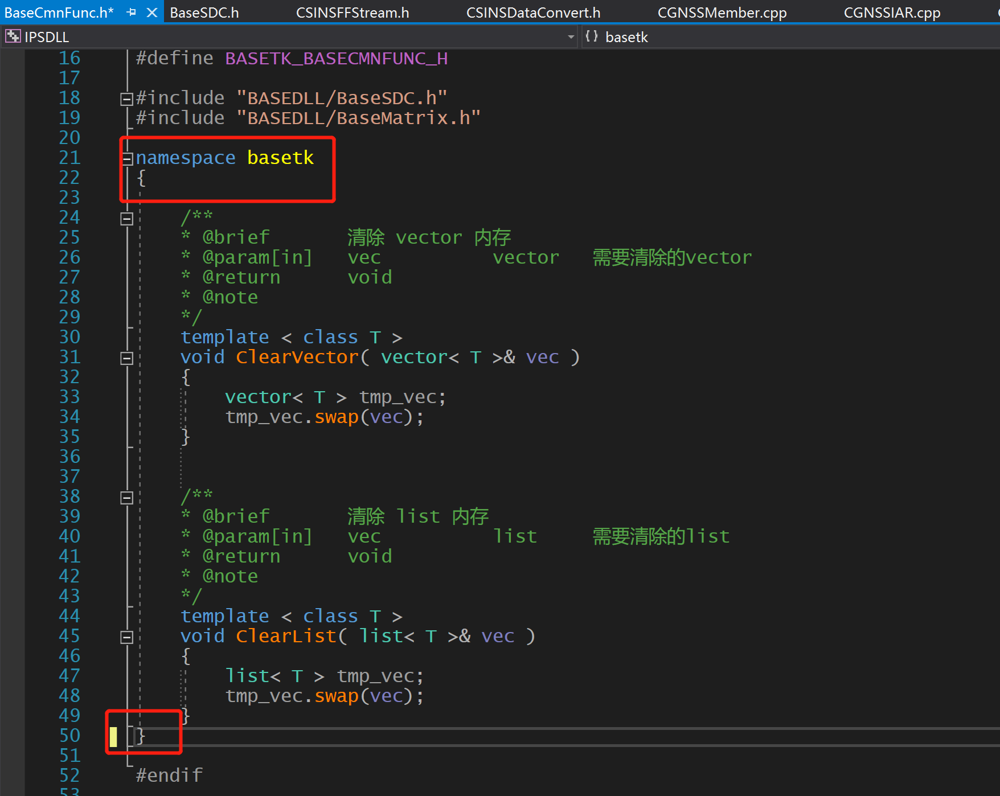 BaseCmnFunc.h* BaseSDC.h CSINSFFStream.h CSINSDataConvert.h CGNSSMember.cpp CGNSSIAR.cpp
IPSDLL {} basetk
16 #define BASETK_BASECMNFUNC_H
17
18 #include "BASEDLL/BaseSDC.h"
19 #include "BASEDLL/BaseMatrix.h"
20
21 namespace basetk
22 {
23
24 /**
25 * @brief 清除 vector 内存
26 * @param[in] vec vector 需要清除的vector
27 * @return void
28 * @note
29 */
30 template < class T >
31 void ClearVector( vector< T >& vec )
32 {
33 vector< T > tmp_vec;
34 tmp_vec.swap(vec);
35 }
36
37
38 /**
39 * @brief 清除 list 内存
40 * @param[in] vec list 需要清除的list
41 * @return void
42 * @note
43 */
44 template < class T >
45 void ClearList( list< T >& vec )
46 {
47 list< T > tmp_vec;
48 tmp_vec.swap(vec);
49 }
50 }
51
52 #endif
53